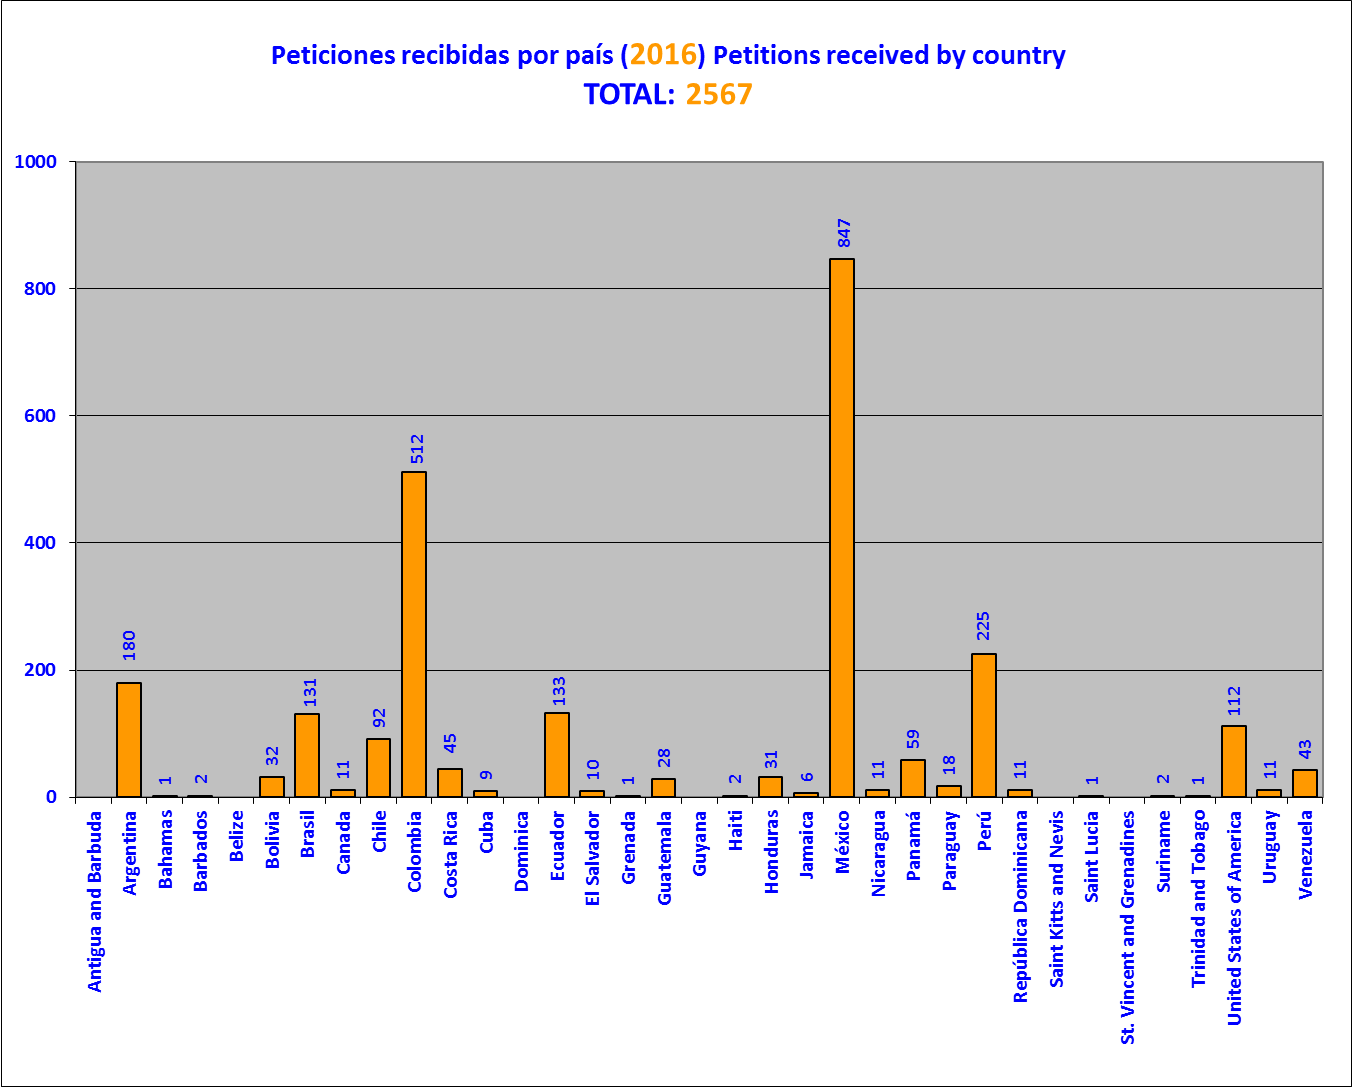 Peticiones recibidas por país (2016) Petitions received by country
TOTAL: 2567
1000
800
600
400
200
0
180
1
2
32
131
11
92
512
45
9
133
10
1
28
2
31
6
847
11
59
18
225
11
1
2
1
112
11
43
Antigua and Barbuda
Argentina
Bahamas
Barbados
Belize
Bolivia
Brasil
Canada
Chile
Colombia
Costa Rica
Cuba
Dominica
Ecuador
El Salvador
Grenada
Guatemala
Guyana
Haiti
Honduras
Jamaica
México
Nicaragua
Panamá
Paraguay
Perú
República Dominicana
Saint Kitts and Nevis
Saint Lucia
St. Vincent and Grenadines
Suriname
Trinidad and Tobago
United States of America
Uruguay
Venezuela